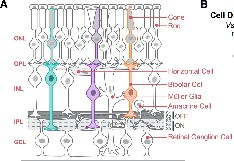 A
B
Cone
Rod
Cell D
ONL
OPL
Horizontal Cell
INL
Bipolar Cell
Müller Glia
Amacrine Cell
OFF
IPL
ON
GCL
Retinal Ganglion Cell